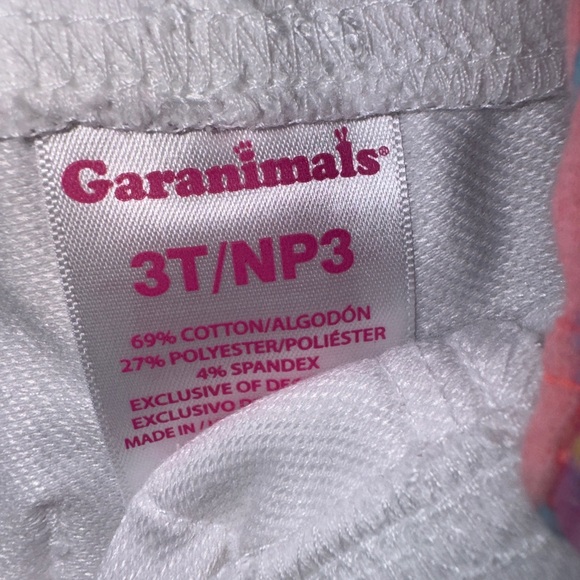 Garanimals®
3T/NP3
69% COTTON/ALGODÓN
27% POLYESTER/POLIÉSTER
4% SPANDEX
EXCLUSIVE OF
EXCLUSIVO
MADE IN /